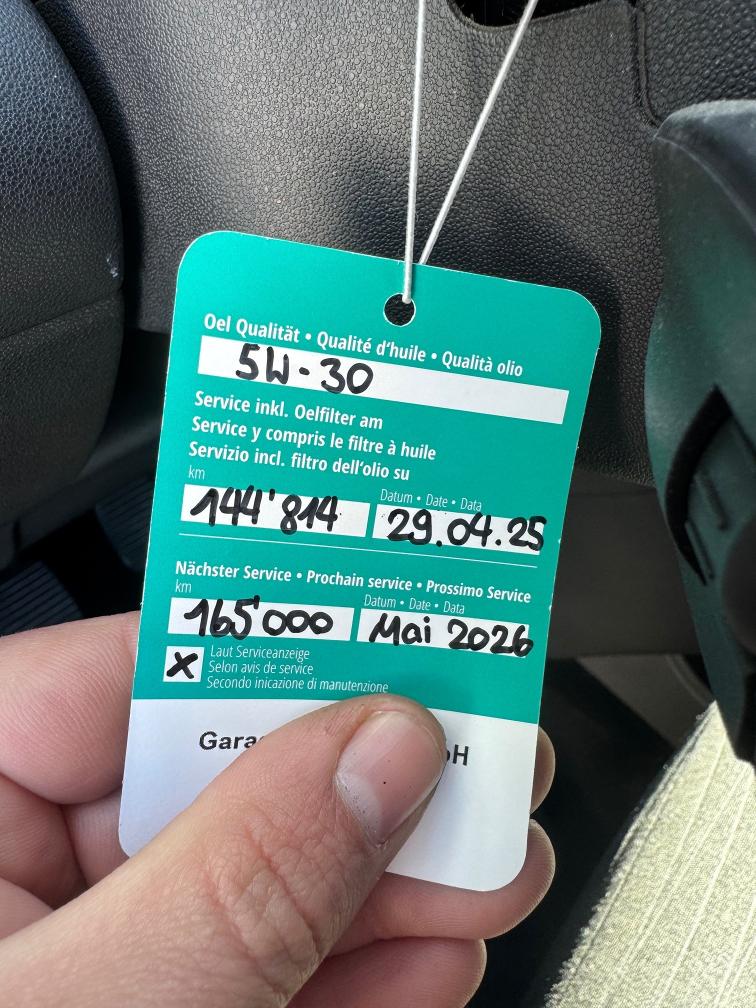 Oel Qualität • Qualité d'huile • Qualità olio
5W-30
Service inkl. Oelfilter am
Service y compris le filtre à huile
Servizio incl. filtro dell'olio su
km
Datum • Date • Data
144'814
29.04.25
Nächster Service • Prochain service • Prossimo Service
km
Datum • Date • Data
165'000
Mai 2026
X
Laut Serviceanzeige
Selon avis de service
Secondo inicazione di manutenzione